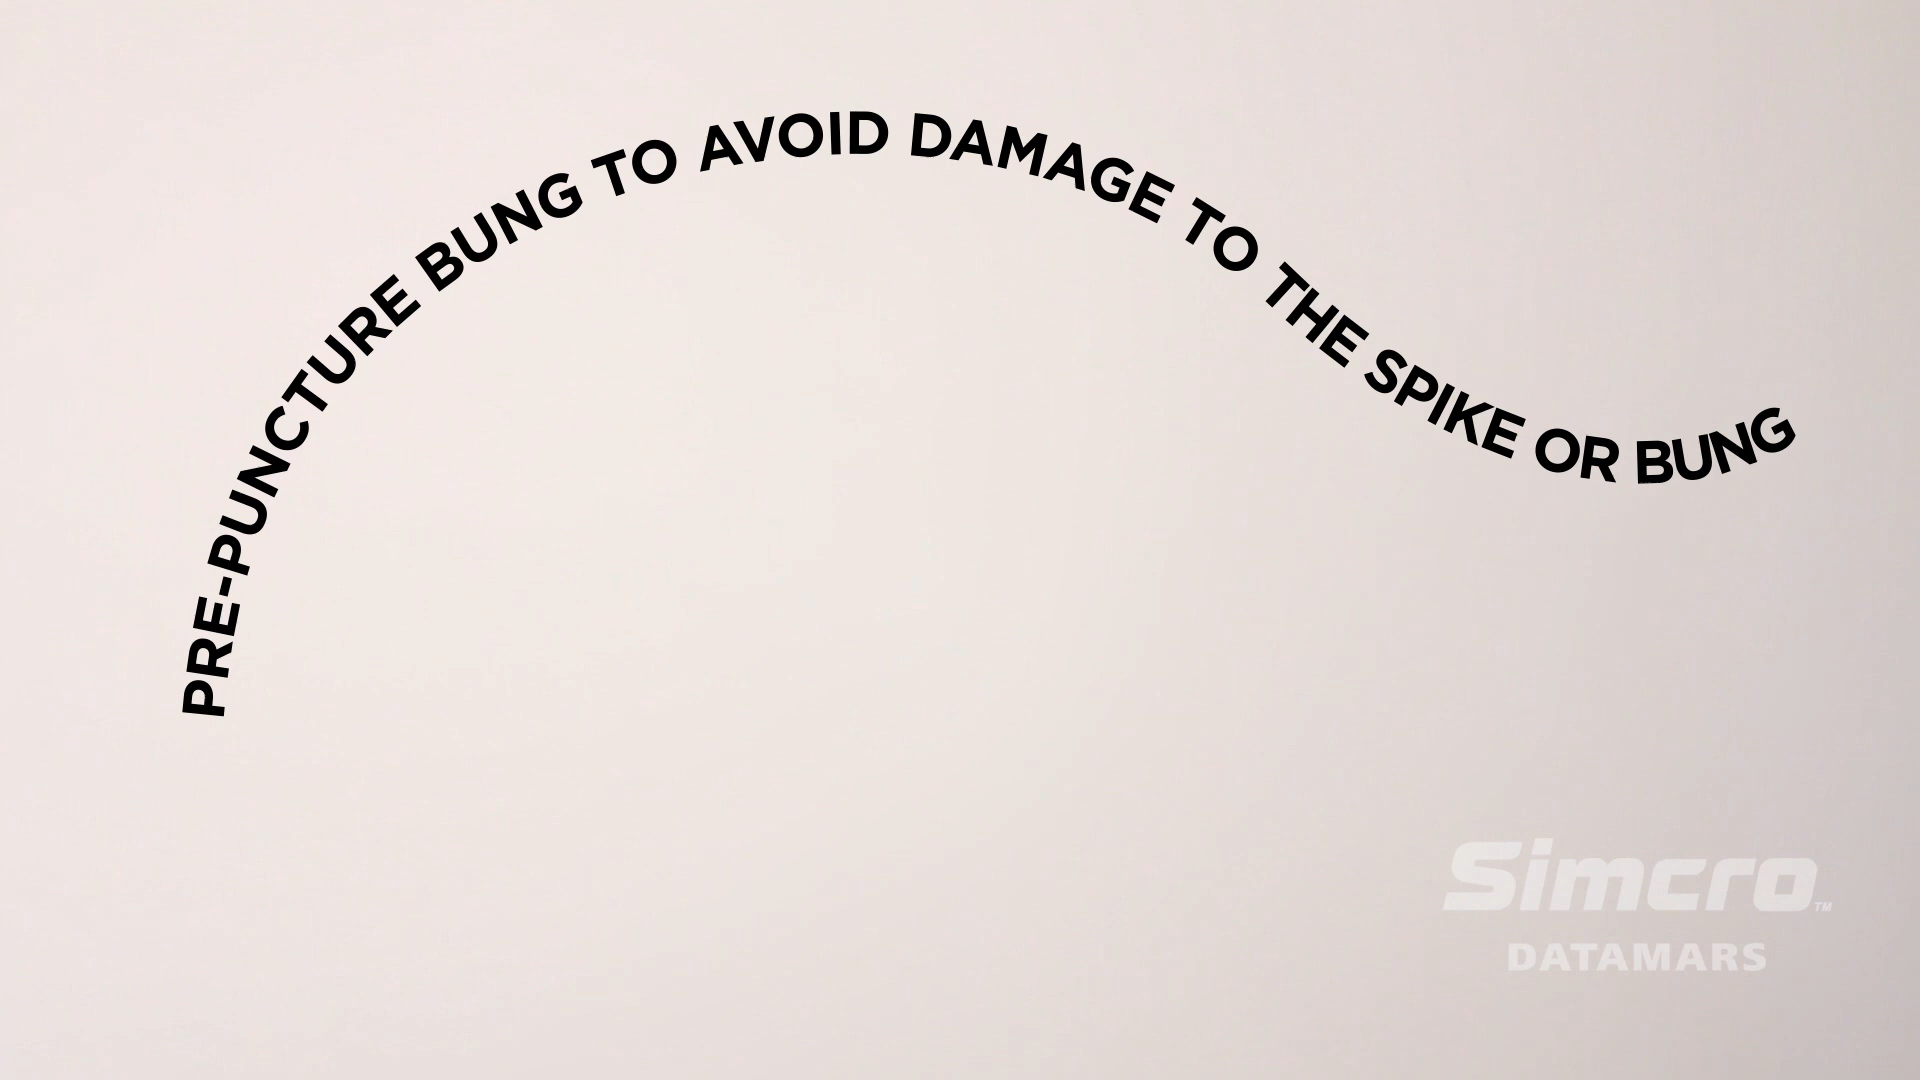 PRE-PUNCTURE BUNG TO AVOID DAMAGE TO THE SPIKE OR BUNG
Simcro™
DATAMARS